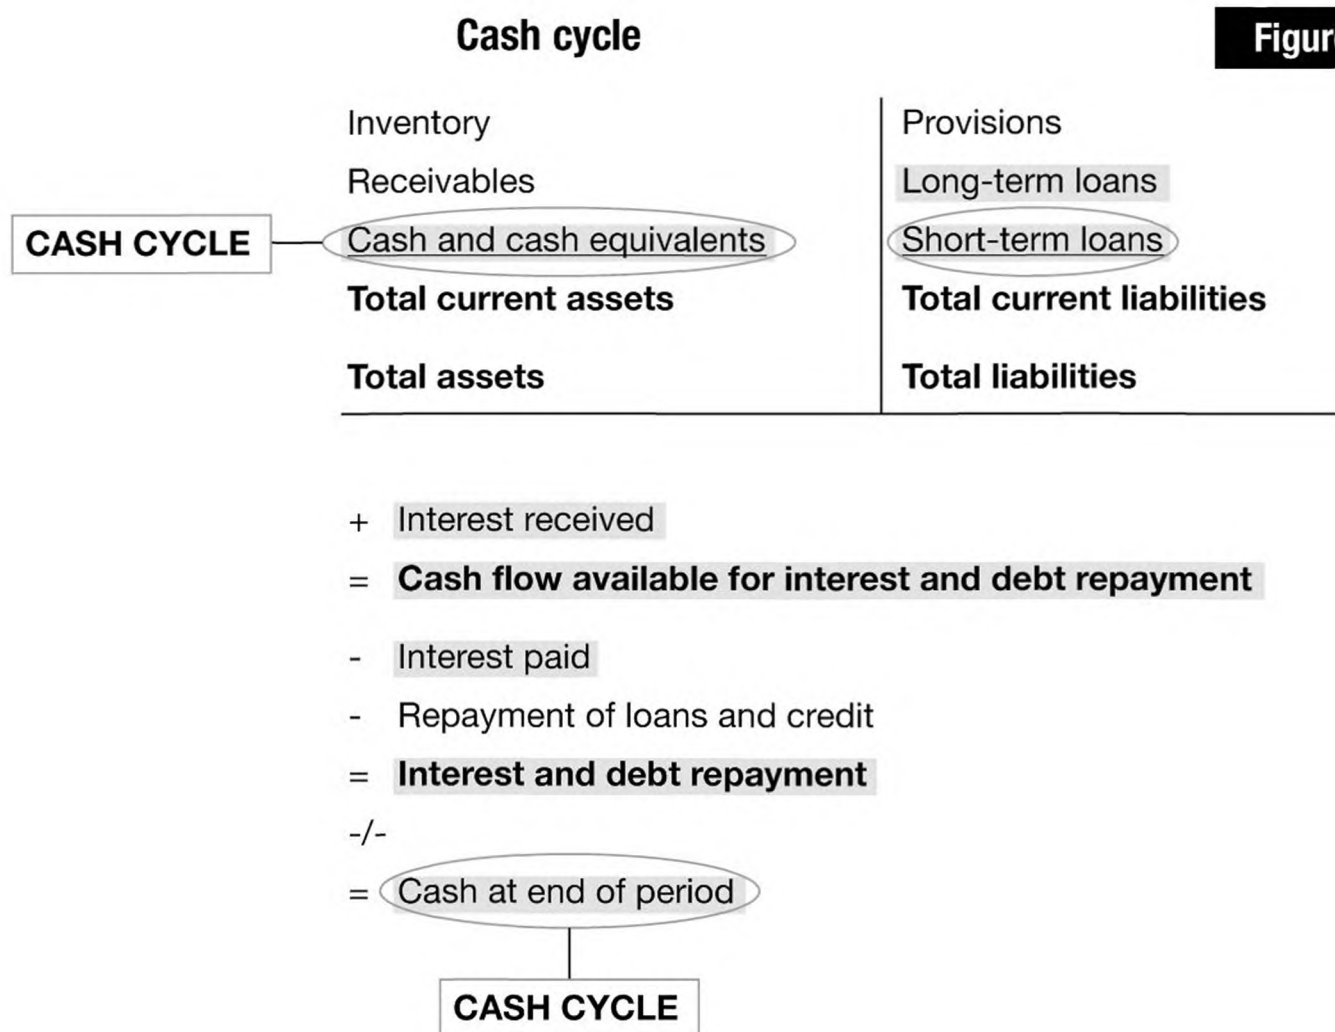 Cash cycle
Figure
Inventory
Provisions
Receivables
Long-term loans
CASH CYCLE
Cash and cash equivalents
Short-term loans
Total current assets
Total current liabilities
Total assets
Total liabilities
+ Interest received
= Cash flow available for interest and debt repayment
- Interest paid
- Repayment of loans and credit
= Interest and debt repayment
-/-
= Cash at end of period
CASH CYCLE